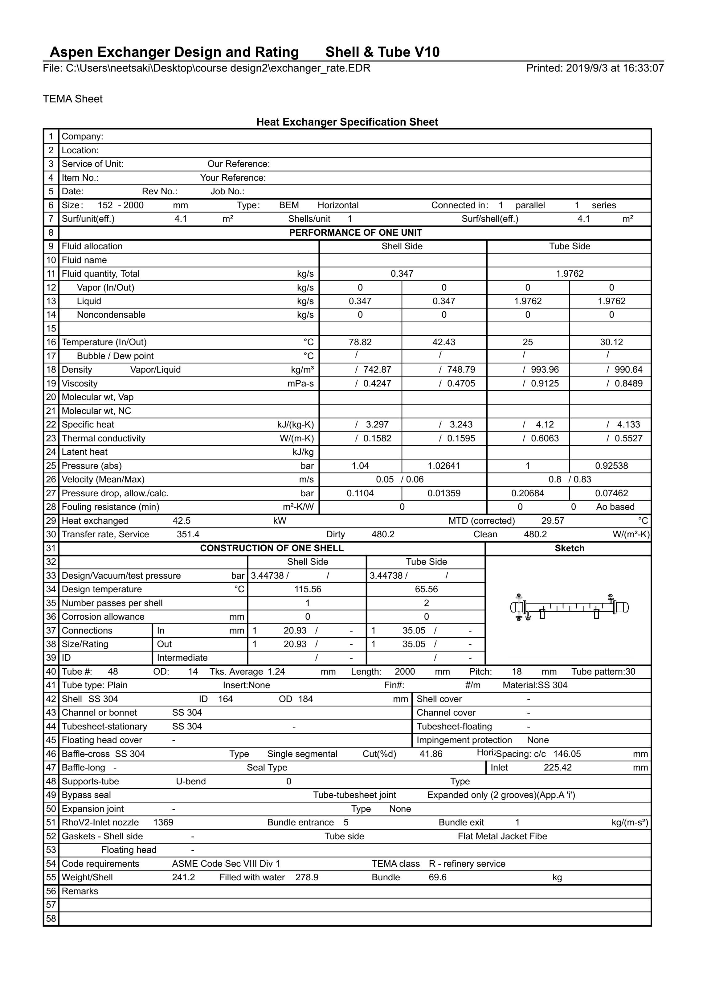 Aspen Exchanger Design and Rating Shell & Tube V10
File: C:\Users\neetsaki\Desktop\course design2\exchanger_rate.EDR Printed: 2019/9/3 at 16:33:07
TEMA Sheet
Heat Exchanger Specification Sheet
1 Company:
2 Location:
3 Service of Unit: Our Reference:
4 Item No.: Your Reference:
5 Date: Rev No.: Job No.:
6 Size: 152 - 2000 mm Type: BEM Horizontal Connected in: 1 parallel 1 series
7 Surf/unit(eff.) 4.1 m² Shells/unit 1 Surf/shell(eff.) 4.1 m²
8 PERFORMANCE OF ONE UNIT
9 Fluid allocation Shell Side Tube Side
10 Fluid name
11 Fluid quantity, Total kg/s 0.347 1.9762
12 Vapor (In/Out) kg/s 0 0 0 0
13 Liquid kg/s 0.347 0.347 1.9762 1.9762
14 Noncondensable kg/s 0 0 0 0
15
16 Temperature (In/Out) °C 78.82 42.43 25 30.12
17 Bubble / Dew point °C / / / /
18 Density Vapor/Liquid kg/m³ / 742.87 / 748.79 / 993.96 / 990.64
19 Viscosity mPa-s / 0.4247 / 0.4705 / 0.9125 / 0.8489
20 Molecular wt, Vap
21 Molecular wt, NC
22 Specific heat kJ/(kg-K) / 3.297 / 3.243 / 4.12 / 4.133
23 Thermal conductivity W/(m-K) / 0.1582 / 0.1595 / 0.6063 / 0.5527
24 Latent heat kJ/kg
25 Pressure (abs) bar 1.04 1.02641 1 0.92538
26 Velocity (Mean/Max) m/s 0.05 / 0.06 0.8 / 0.83
27 Pressure drop, allow./calc. bar 0.1104 0.01359 0.20684 0.07462
28 Fouling resistance (min) m²-K/W 0 0 0 Ao based
29 Heat exchanged 42.5 kW MTD (corrected) 29.57 °C
30 Transfer rate, Service 351.4 Dirty 480.2 Clean 480.2 W/(m²-K)
31 CONSTRUCTION OF ONE SHELL Sketch
32 Shell Side Tube Side
33 Design/Vacuum/test pressure bar 3.44738 / / 3.44738 / /
34 Design temperature °C 115.56 65.56
35 Number passes per shell 1 2
36 Corrosion allowance mm 0 0
37 Connections In mm 1 20.93 / - 1 35.05 / -
38 Size/Rating Out 1 20.93 / - 1 35.05 / -
39 ID Intermediate / - / -
40 Tube #: 48 OD: 14 Tks. Average 1.24 mm Length: 2000 mm Pitch: 18 mm Tube pattern:30
41 Tube type: Plain Insert:None Fin#: #/m Material:SS 304
42 Shell SS 304 ID 164 OD 184 mm Shell cover -
43 Channel or bonnet SS 304 Channel cover -
44 Tubesheet-stationary SS 304 - Tubesheet-floating -
45 Floating head cover - Impingement protection None
46 Baffle-cross SS 304 Type Single segmental Cut(%d) 41.86 Horiz Spacing: c/c 146.05 mm
47 Baffle-long - Seal Type Inlet 225.42 mm
48 Supports-tube U-bend 0 Type
49 Bypass seal Tube-tubesheet joint Expanded only (2 grooves)(App.A 'i')
50 Expansion joint - Type None
51 RhoV2-Inlet nozzle 1369 Bundle entrance 5 Bundle exit 1 kg/(m-s²)
52 Gaskets - Shell side - Tube side Flat Metal Jacket Fibe
53 Floating head -
54 Code requirements ASME Code Sec VIII Div 1 TEMA class R - refinery service
55 Weight/Shell 241.2 Filled with water 278.9 Bundle 69.6 kg
56 Remarks
57
58